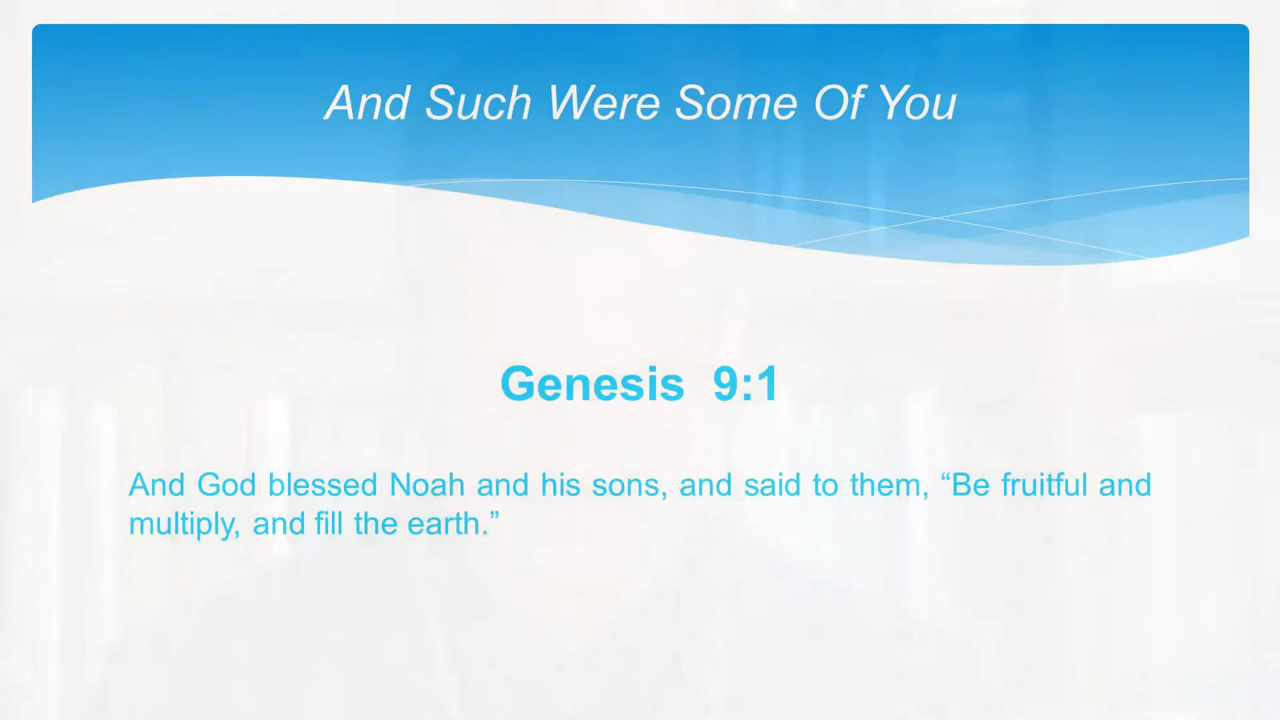 And Such Were Some Of You
Genesis 9:1
And God blessed Noah and his sons, and said to them, “Be fruitful and
multiply, and fill the earth.”